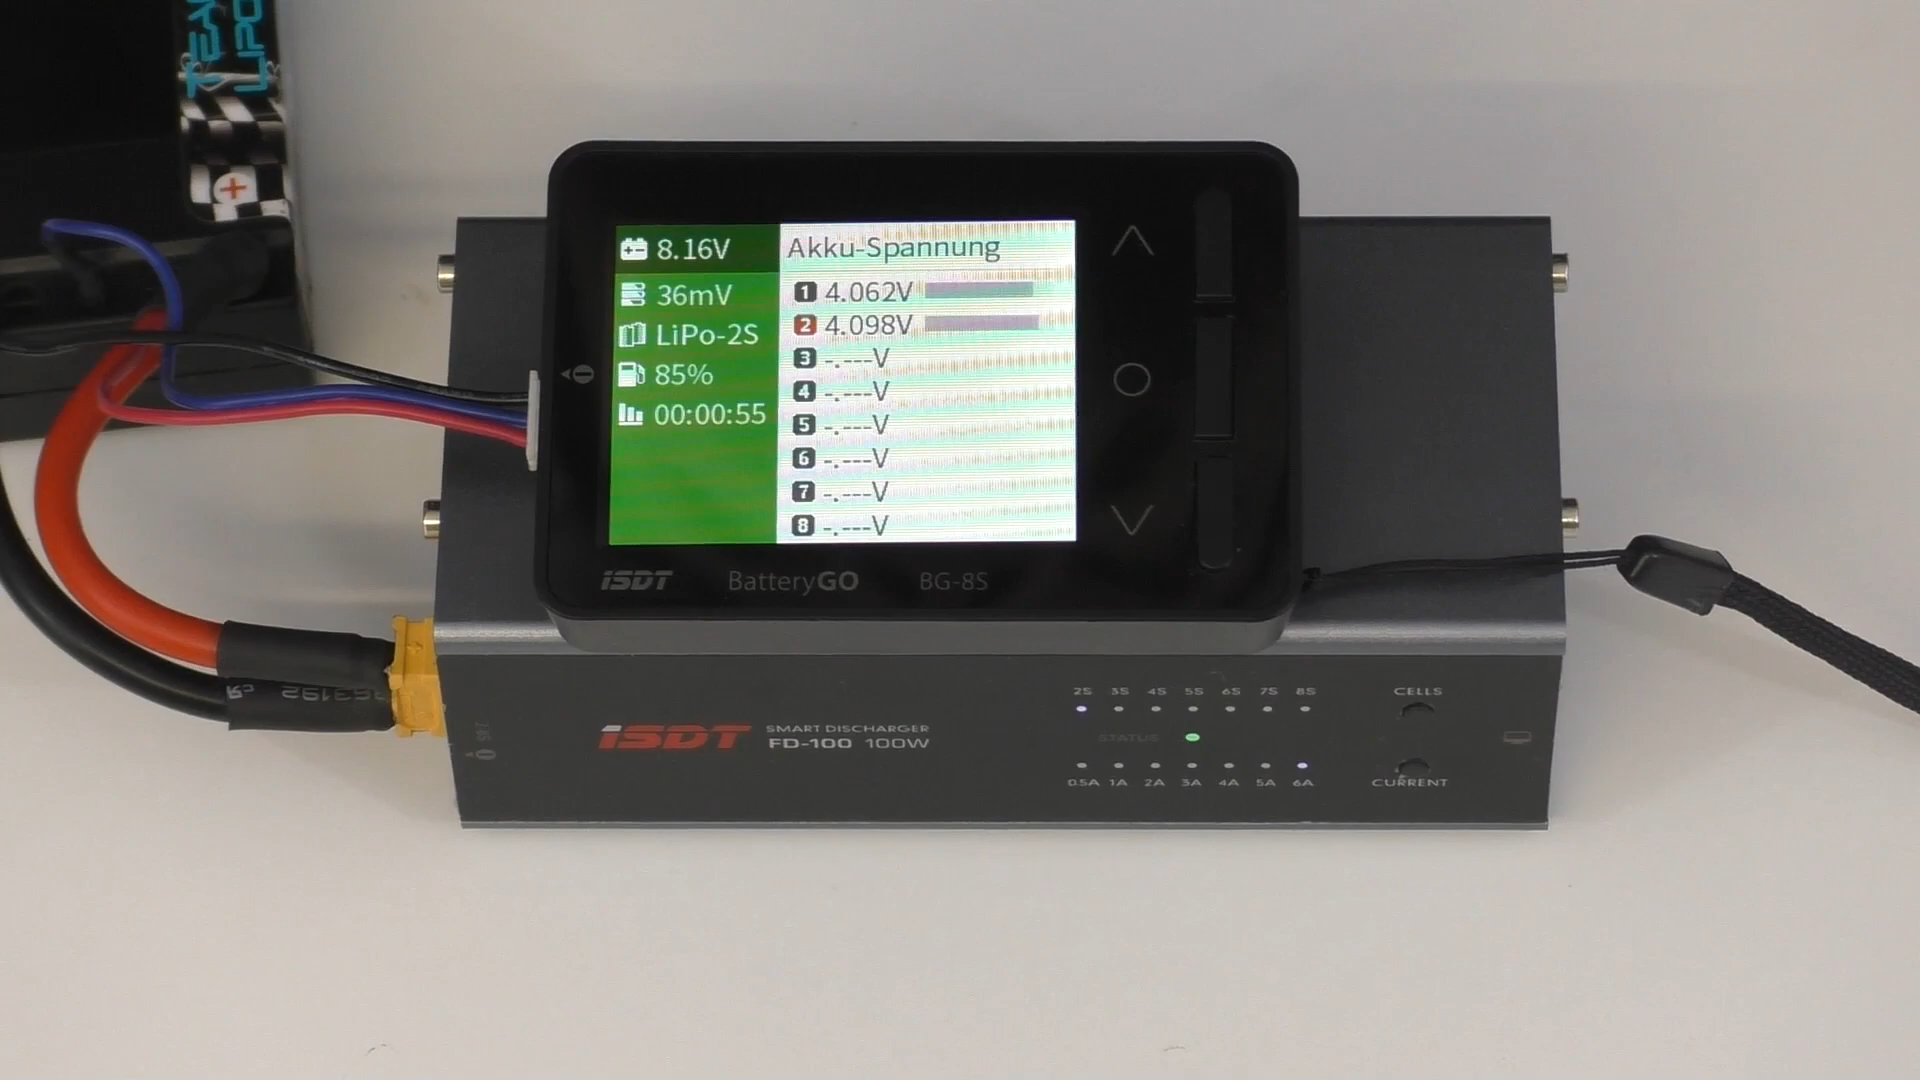 TEAM
LIPO
8.16V
36mV
LiPo-2S
85%
00:00:55
Akku-Spannung
1 4.062V
2 4.098V
3 -.---V
4 -.---V
5 -.---V
6 -.---V
7 -.---V
8 -.---V
iSDT BatteryGO BG-8S
iSDT SMART DISCHARGER
FD-100 100W
2S 3S 4S 5S 6S 7S 8S
STATUS
0.5A 1A 2A 3A 4A 5A 6A
CELLS
CURRENT